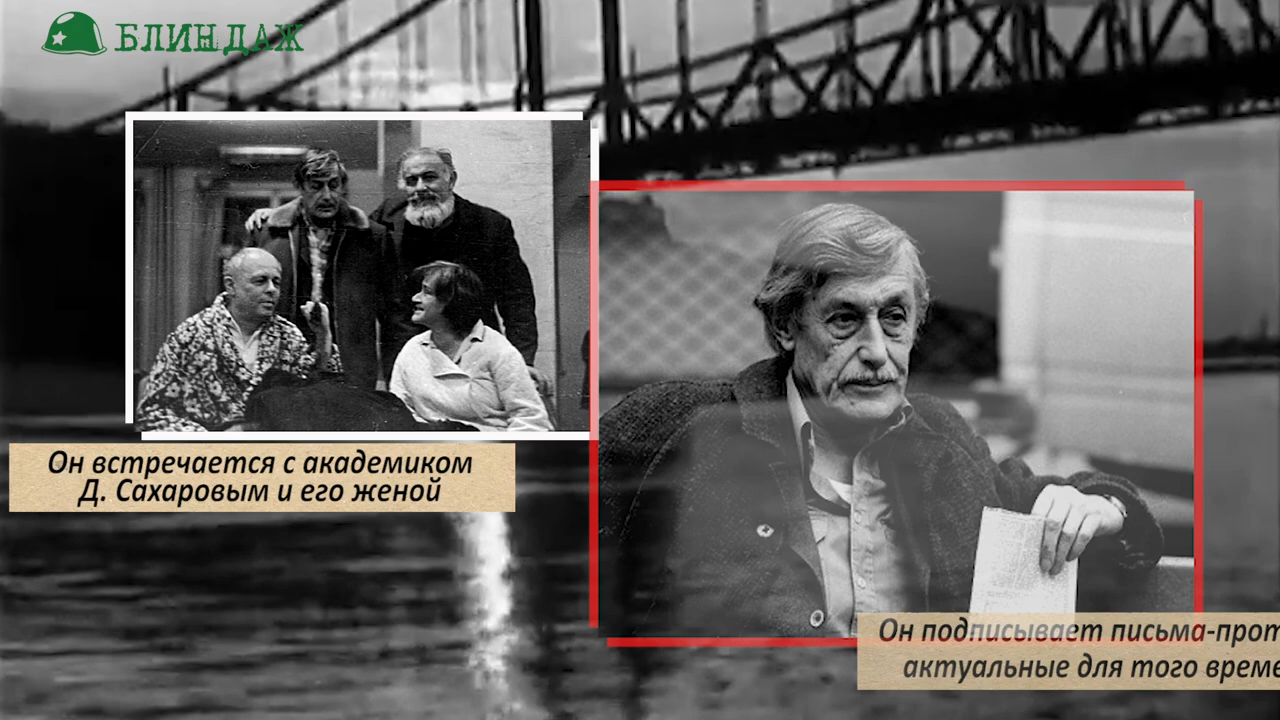 БЛИНДАЖ
Он встречается с академиком
Д. Сахаровым и его женой
Он подписывает письма-прот
актуальные для того време